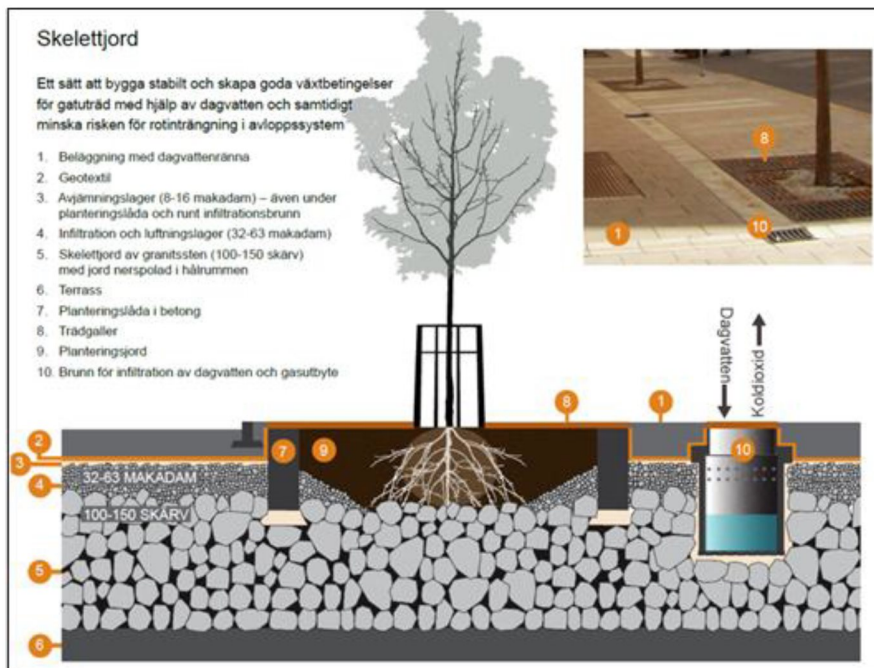 Skelettjord
Ett sätt att bygga stabilt och skapa goda växtbetingelser
för gatuträd med hjälp av dagvatten och samtidigt
minska risken för rotinträngning i avloppssystem
1. Beläggning med dagvattenränna
2. Geotextil
3. Avjämningslager (8-16 makadam) – även under
planteringslåda och runt infiltrationsbrunn
4. Infiltration och luftningslager (32-63 makadam)
5. Skelettjord av granitssten (100-150 skärv)
med jord nerspolad i hålrummen
6. Terrass
7. Planteringslåda i betong
8. Trädgaller
9. Planteringsjord
10. Brunn för infiltration av dagvatten och gasutbyte
8
1
10
Dagvatten
Koldioxid
8
1
2
7
9
10
3
32-63 MAKADAM
4
100-150 SKÄRV
5
6